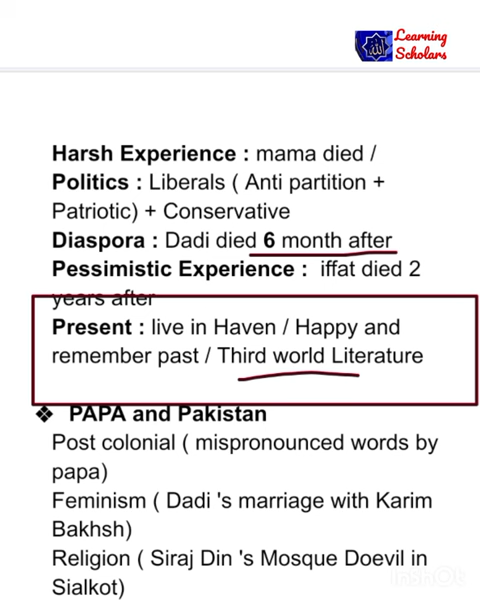 Learning
Scholars
Harsh Experience : mama died /
Politics : Liberals ( Anti partition +
Patriotic) + Conservative
Diaspora : Dadi died 6 month after
Pessimistic Experience : iffat died 2
years after
Present : live in Haven / Happy and
remember past / Third world Literature
❖ PAPA and Pakistan
Post colonial ( mispronounced words by
papa)
Feminism ( Dadi 's marriage with Karim
Bakhsh)
Religion ( Siraj Din 's Mosque Doevil in
Sialkot)
InShOt